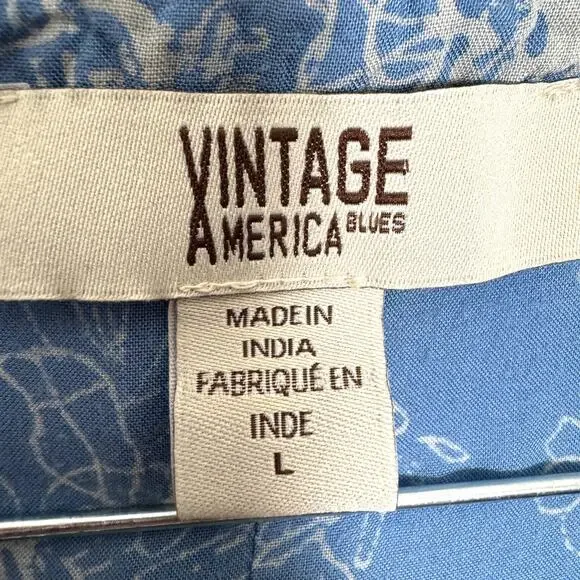 VINTAGE
AMERICA BLUES
MADE IN
INDIA
FABRIQUÉ EN
INDE
L